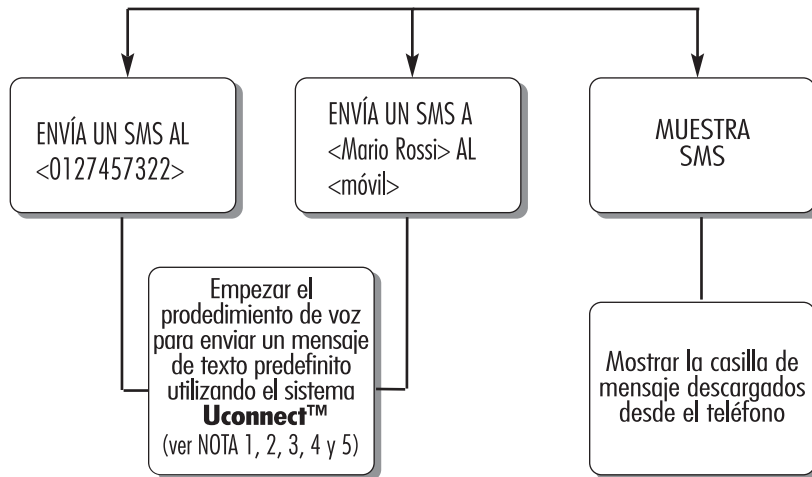 ENVÍA UN SMS AL
<0127457322>
ENVÍA UN SMS A
<Mario Rossi> AL
<móvil>
MUESTRA
SMS
Empezar el
prodedimiento de voz
para enviar un mensaje
de texto predefinito
utilizando el sistema
Uconnect™
(ver NOTA 1, 2, 3, 4 y 5)
Mostrar la casilla de
mensaje descargados
desde el teléfono